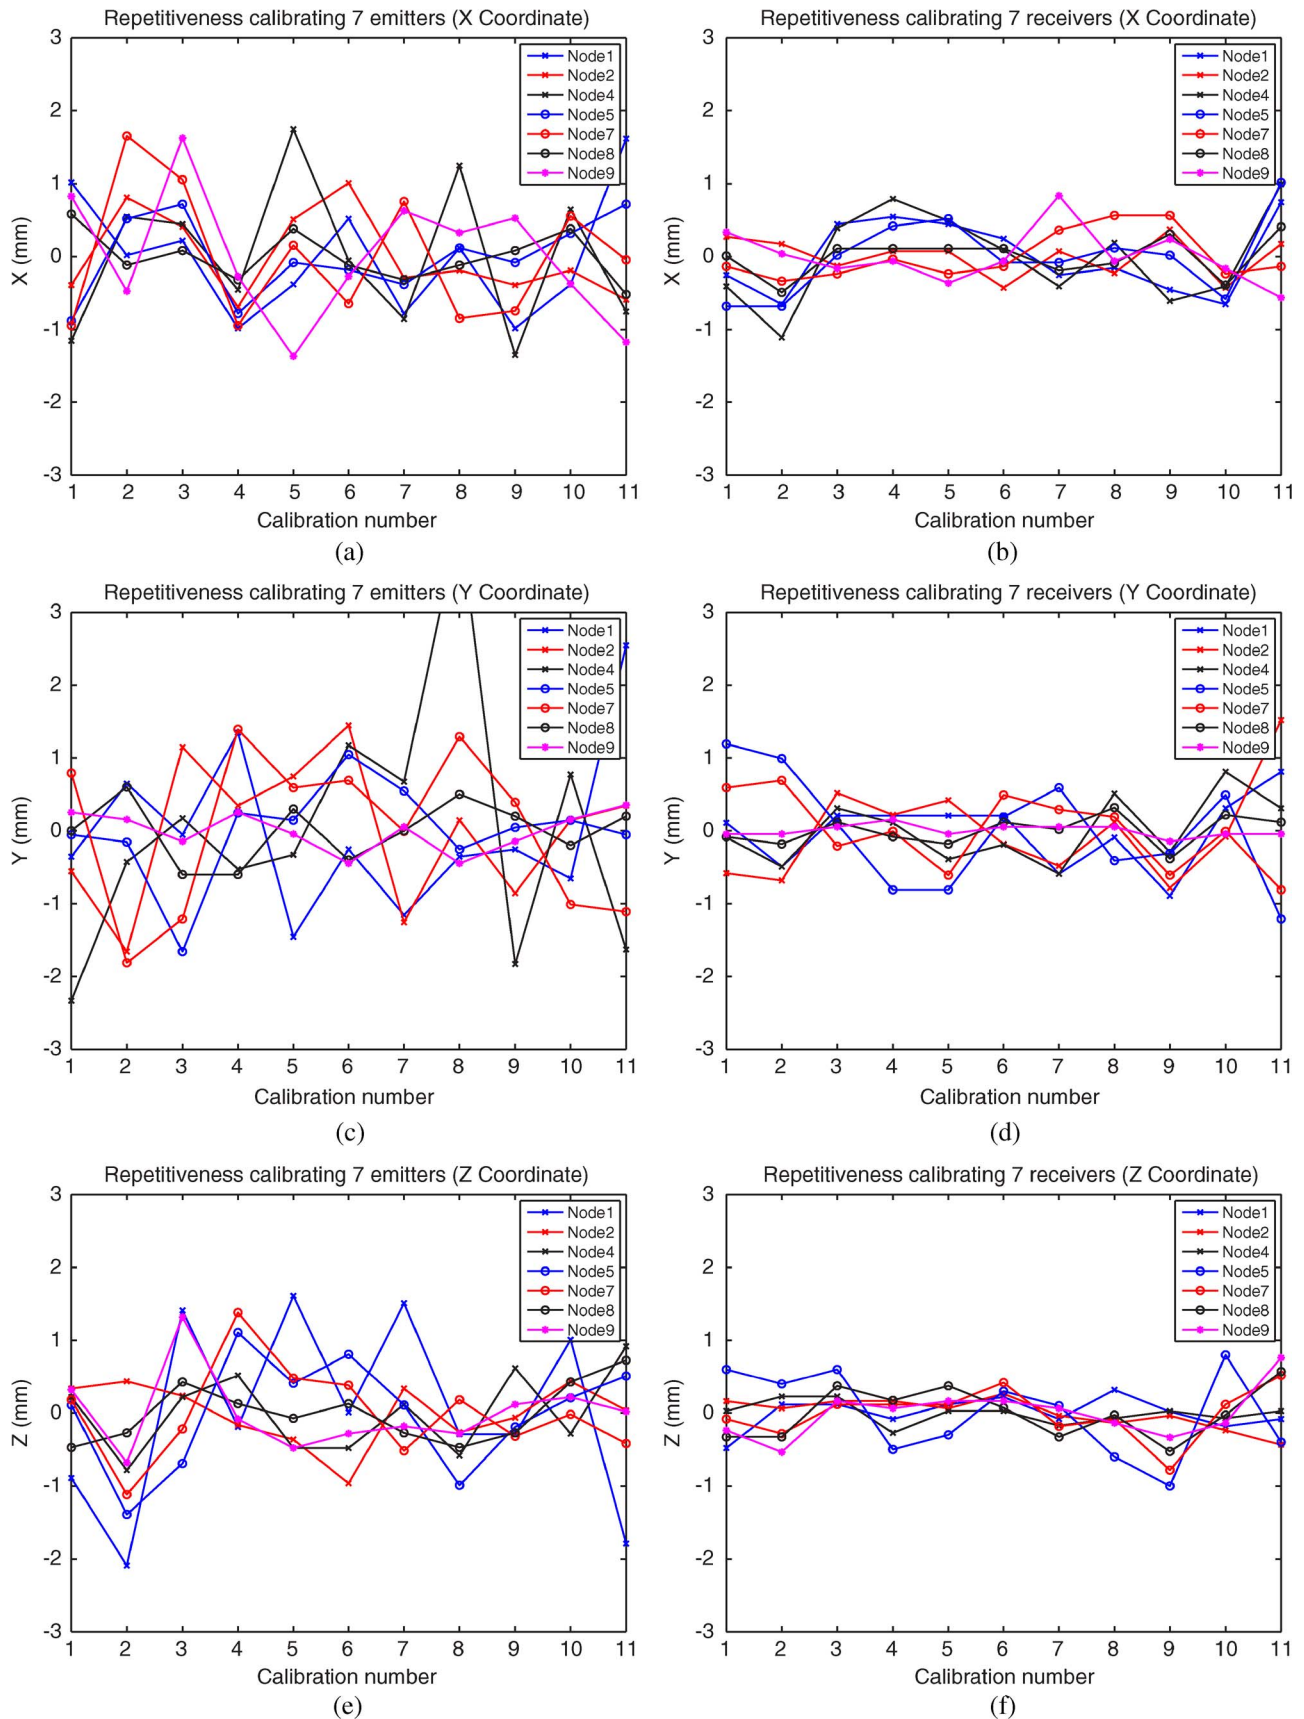 Repetitiveness calibrating 7 emitters (X Coordinate)
3
2
1
0
-1
-2
-3
X (mm)
Node1
Node2
Node4
Node5
Node7
Node8
Node9
1 2 3 4 5 6 7 8 9 10 11
Calibration number
(a)
Repetitiveness calibrating 7 receivers (X Coordinate)
3
2
1
0
-1
-2
-3
X (mm)
Node1
Node2
Node4
Node5
Node7
Node8
Node9
1 2 3 4 5 6 7 8 9 10 11
Calibration number
(b)
Repetitiveness calibrating 7 emitters (Y Coordinate)
3
2
1
0
-1
-2
-3
Y (mm)
Node1
Node2
Node4
Node5
Node7
Node8
Node9
1 2 3 4 5 6 7 8 9 10 11
Calibration number
(c)
Repetitiveness calibrating 7 receivers (Y Coordinate)
3
2
1
0
-1
-2
-3
Y (mm)
Node1
Node2
Node4
Node5
Node7
Node8
Node9
1 2 3 4 5 6 7 8 9 10 11
Calibration number
(d)
Repetitiveness calibrating 7 emitters (Z Coordinate)
3
2
1
0
-1
-2
-3
Z (mm)
Node1
Node2
Node4
Node5
Node7
Node8
Node9
1 2 3 4 5 6 7 8 9 10 11
Calibration number
(e)
Repetitiveness calibrating 7 receivers (Z Coordinate)
3
2
1
0
-1
-2
-3
Z (mm)
Node1
Node2
Node4
Node5
Node7
Node8
Node9
1 2 3 4 5 6 7 8 9 10 11
Calibration number
(f)